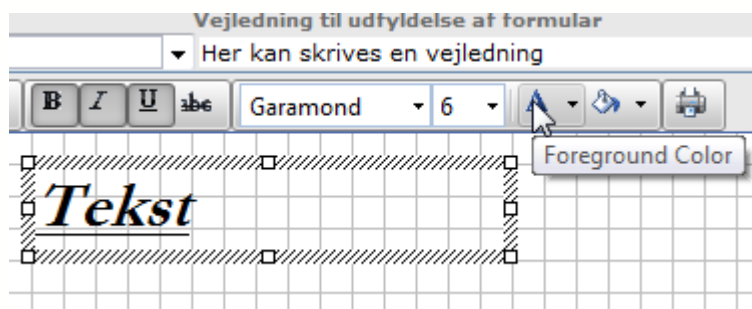 Vejledning til udfyldelse af formular
Her kan skrives en vejledning
B I U abc Garamond 6 A
Foreground Color
Tekst